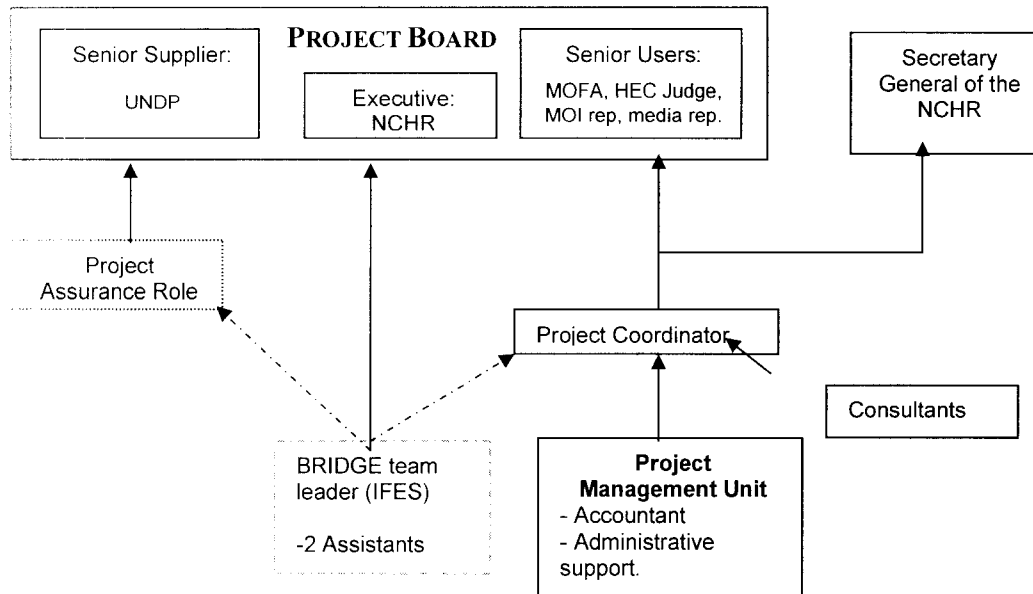 PROJECT BOARD
Senior Supplier:
UNDP
Executive:
NCHR
Senior Users:
MOFA, HEC Judge,
MOI rep, media rep.
Secretary
General of the
NCHR
Project
Assurance Role
Project Coordinator
Consultants
BRIDGE team
leader (IFES)
-2 Assistants
Project
Management Unit
- Accountant
- Administrative
support.